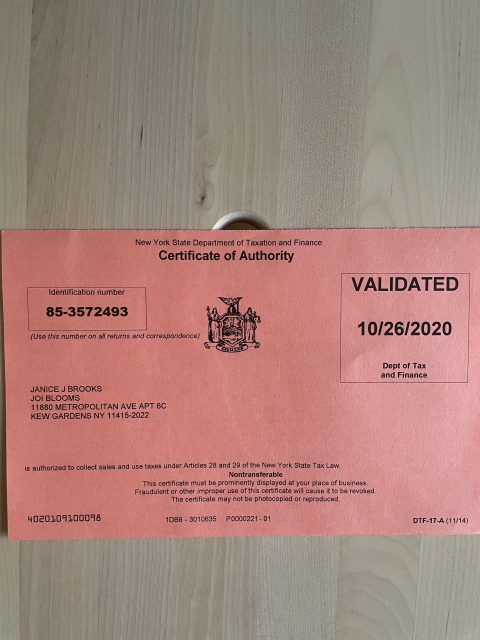 New York State Department of Taxation and Finance
Certificate of Authority
Identification number
85-3572493
(Use this number on all returns and correspondence)
VALIDATED
10/26/2020
Dept of Tax
and Finance
JANICE J BROOKS
JOI BLOOMS
11880 METROPOLITAN AVE APT 6C
KEW GARDENS NY 11415-2022
is authorized to collect sales and use taxes under Articles 28 and 29 of the New York State Tax Law.
Nontransferable
This certificate must be prominently displayed at your place of business.
Fraudulent or other improper use of this certificate will cause it to be revoked.
The certificate may not be photocopied or reproduced.
4020109100098
1OB8 - 3010635 P0000221 - 01
DTF-17-A (11/14)